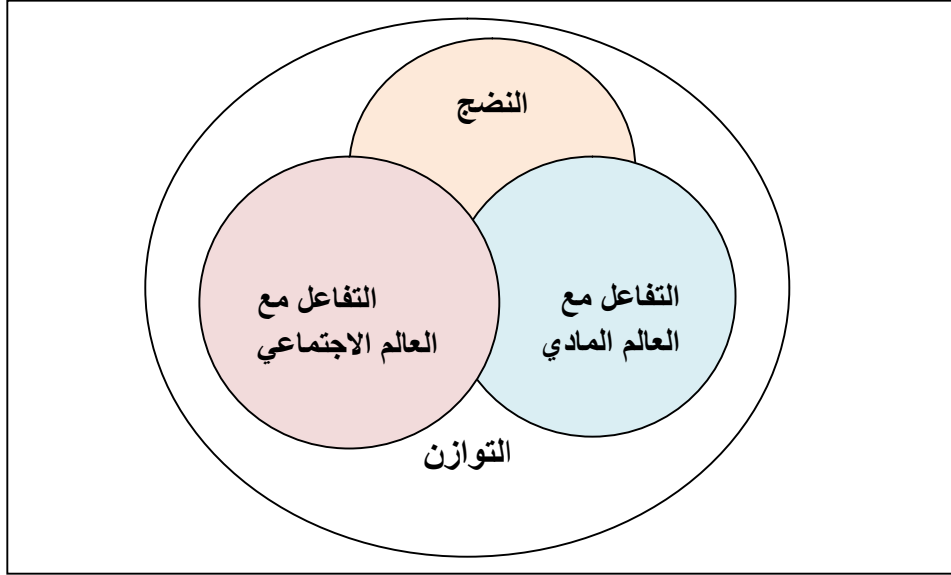 النضج
التفاعل مع
العالم المادي
التفاعل مع
العالم الاجتماعي
التوازن